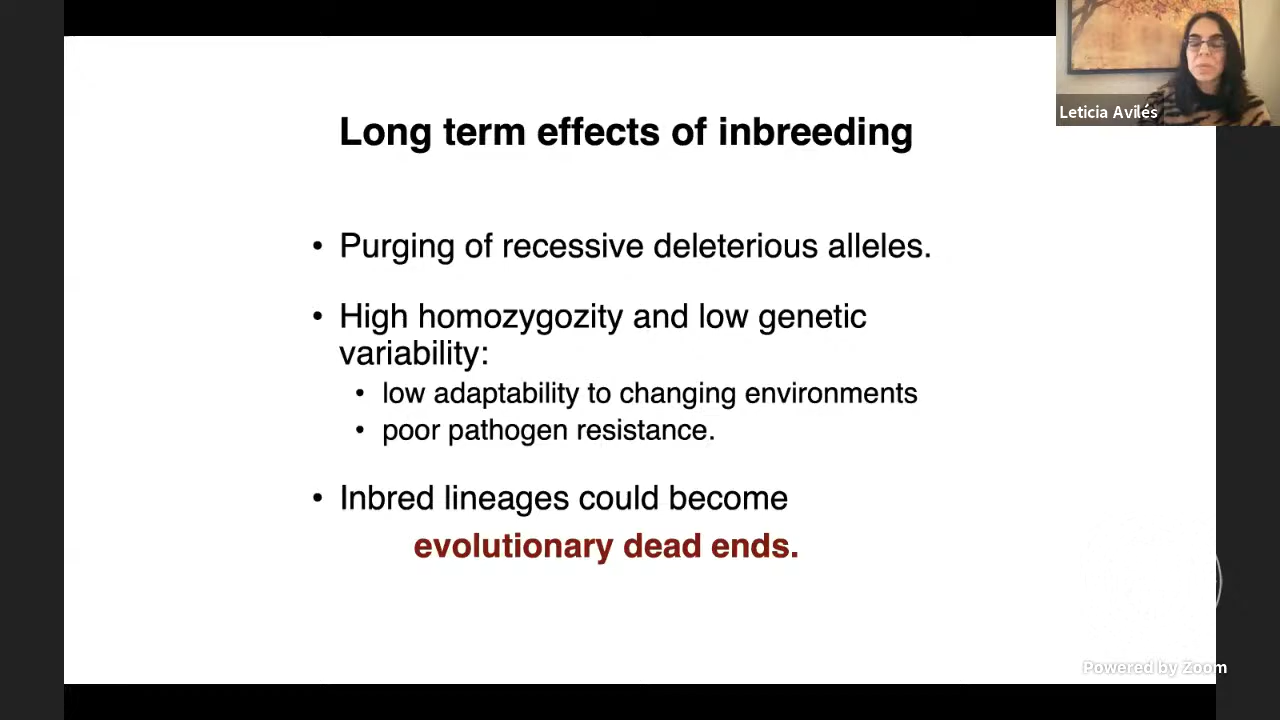 Leticia Avilés
Long term effects of inbreeding
• Purging of recessive deleterious alleles.
• High homozygozity and low genetic
variability:
• low adaptability to changing environments
• poor pathogen resistance.
• Inbred lineages could become
evolutionary dead ends.
Powered by Zoom